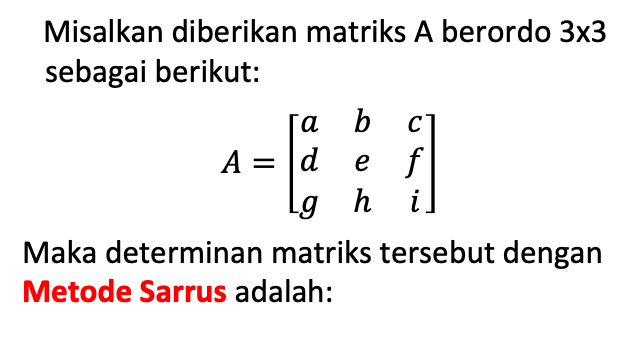 Misalkan diberikan matriks A berordo 3x3
sebagai berikut:
a b c
A = d e f
g h i
Maka determinan matriks tersebut dengan
Metode Sarrus adalah: